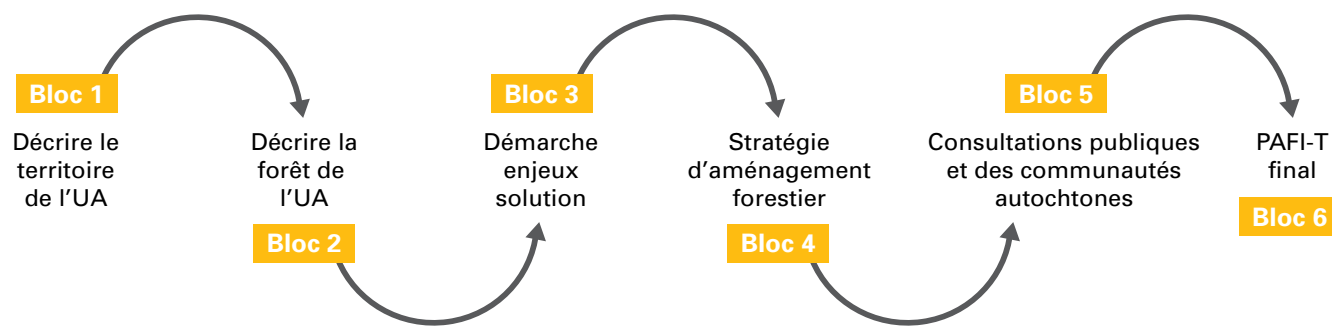 Bloc 1
Décrire le
territoire
de l’UA
Décrire la
forêt de
l’UA
Bloc 2
Bloc 3
Démarche
enjeux
solution
Stratégie
d’aménagement
forestier
Bloc 4
Bloc 5
Consultations publiques
et des communautés
autochtones
PAFI-T
final
Bloc 6